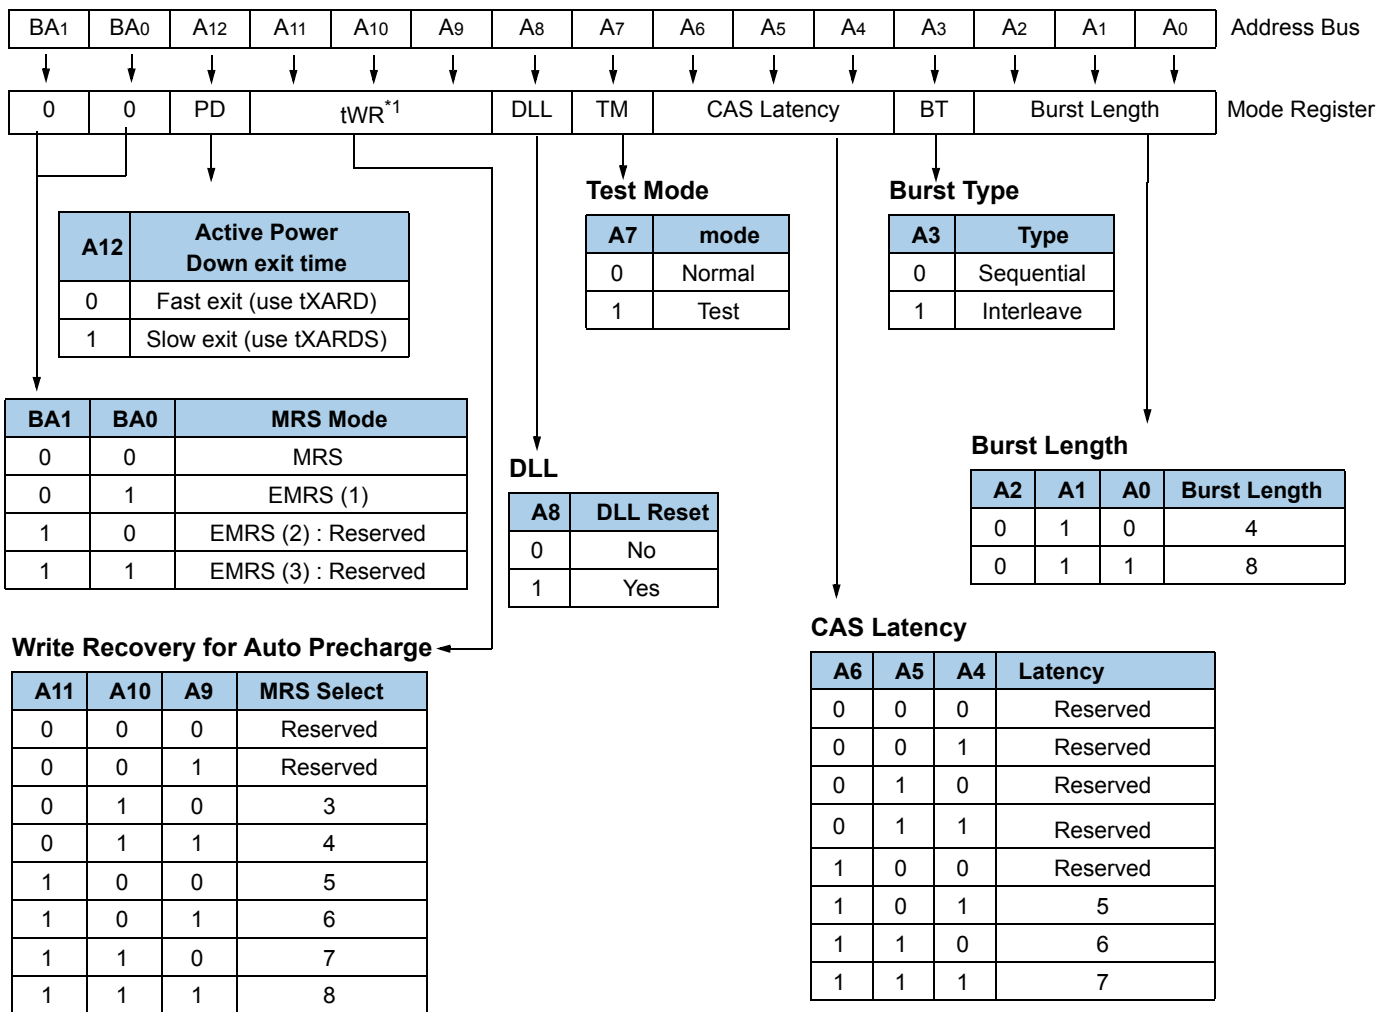 BA1 BA0 A12 A11 A10 A9 A8 A7 A6 A5 A4 A3 A2 A1 A0 Address Bus
0 0 PD tWR*1 DLL TM CAS Latency BT Burst Length Mode Register
A12 Active Power Down exit time
0 Fast exit (use tXARD)
1 Slow exit (use tXARDS)
Test Mode
A7 mode
0 Normal
1 Test
Burst Type
A3 Type
0 Sequential
1 Interleave
BA1 BA0 MRS Mode
0 0 MRS
0 1 EMRS (1)
1 0 EMRS (2) : Reserved
1 1 EMRS (3) : Reserved
DLL
A8 DLL Reset
0 No
1 Yes
Burst Length
A2 A1 A0 Burst Length
0 1 0 4
0 1 1 8
Write Recovery for Auto Precharge
A11 A10 A9 MRS Select
0 0 0 Reserved
0 0 1 Reserved
0 1 0 3
0 1 1 4
1 0 0 5
1 0 1 6
1 1 0 7
1 1 1 8
CAS Latency
A6 A5 A4 Latency
0 0 0 Reserved
0 0 1 Reserved
0 1 0 Reserved
0 1 1 Reserved
1 0 0 Reserved
1 0 1 5
1 1 0 6
1 1 1 7